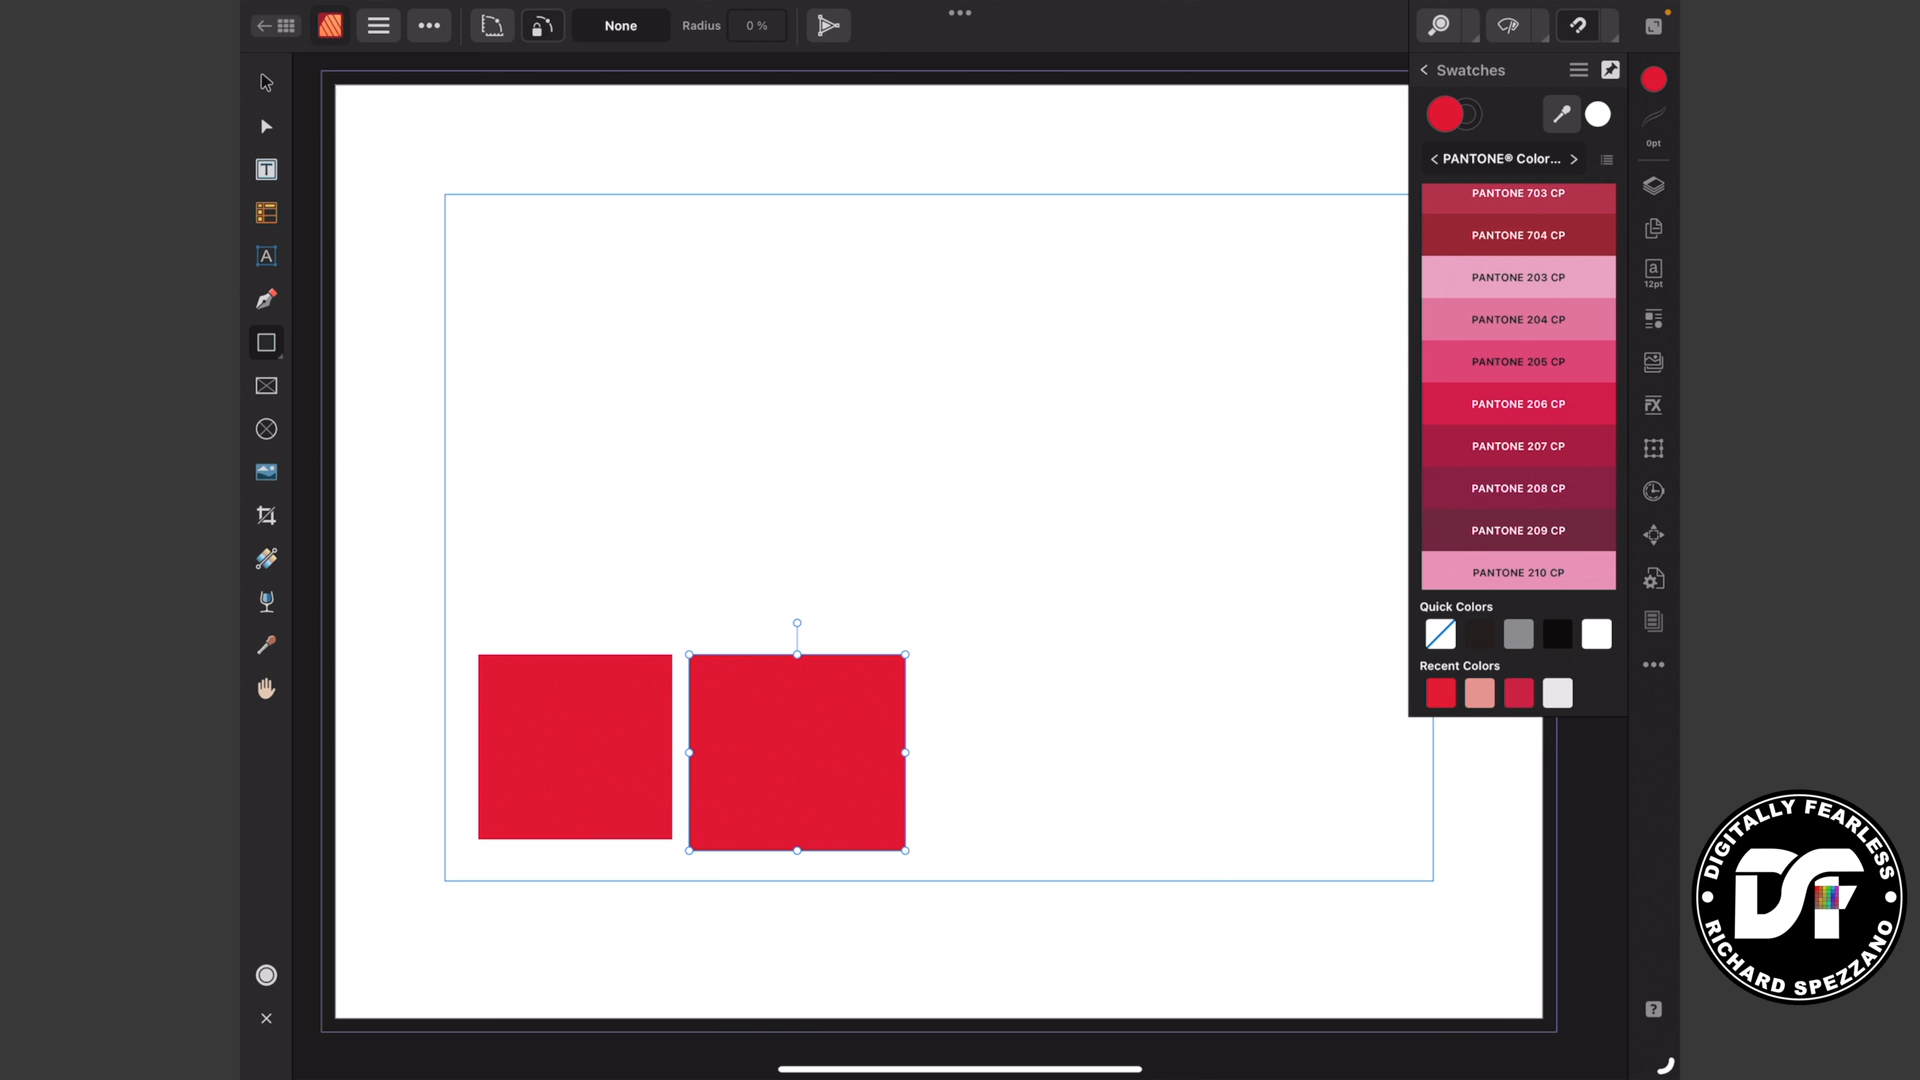 None
Radius
0 %
Swatches
PANTONE® Color...
0pt
PANTONE 703 CP
PANTONE 704 CP
PANTONE 203 CP
PANTONE 204 CP
PANTONE 205 CP
PANTONE 206 CP
PANTONE 207 CP
PANTONE 208 CP
PANTONE 209 CP
PANTONE 210 CP
Quick Colors
Recent Colors
T
A
a
12pt
FX
?
DIGITALLY FEARLESS
DF
RICHARD SPEZZANO